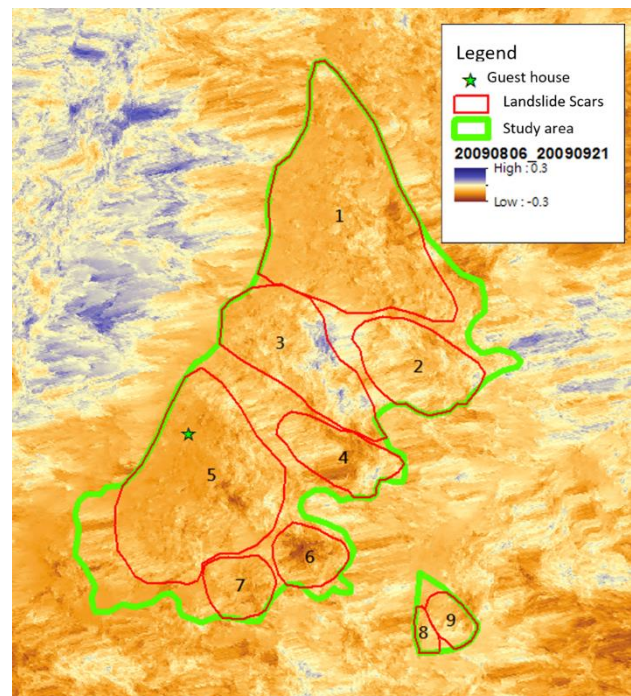 Legend
Guest house
Landslide Scars
Study area
20090806_20090921
High : 0.3
Low : -0.3
1
2
3
4
5
6
7
8
9